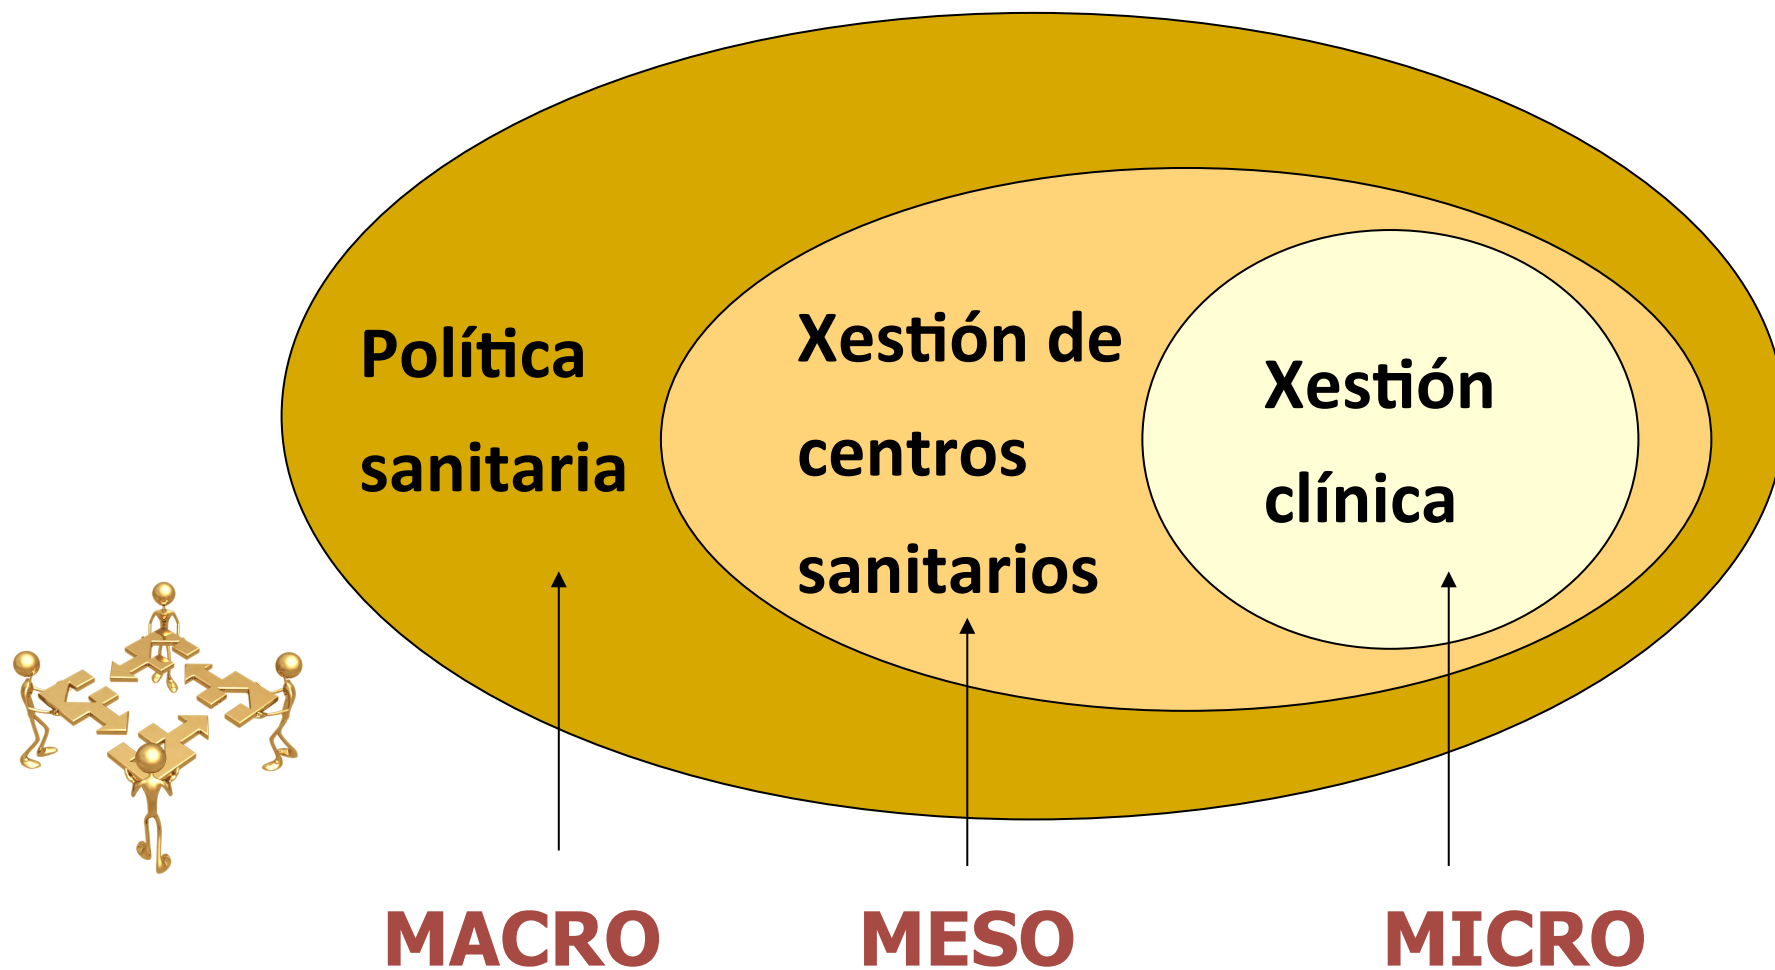 Política
sanitaria
Xestión de
centros
sanitarios
Xestión
clínica
MACRO
MESO
MICRO